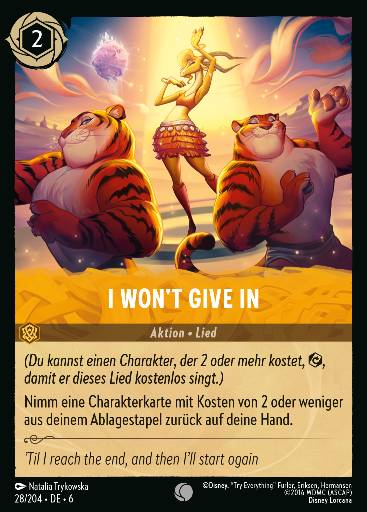 2
I WON'T GIVE IN
Aktion • Lied
(Du kannst einen Charakter, der 2 oder mehr kostet, ,
damit er dieses Lied kostenlos singt.)
Nimm eine Charakterkarte mit Kosten von 2 oder weniger
aus deinem Ablagestapel zurück auf deine Hand.
'Til I reach the end, and then I'll start again
Natalia Trykowska
28/204 • DE • 6
©Disney. "Try Everything" Furler, Eriksen, Hermansen
©2016 WDMC (ASCAP)
Disney Lorcana